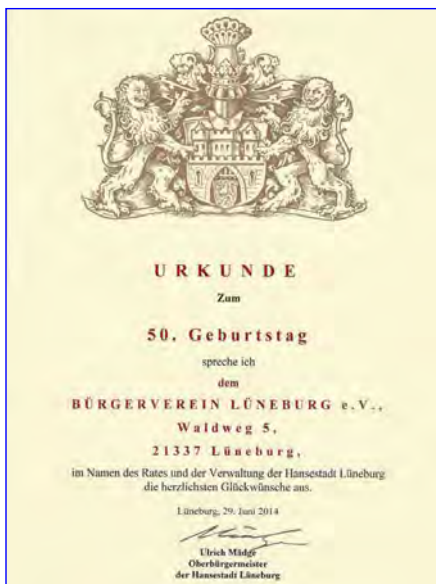 URKUNDE
Zum
50. Geburtstag
spreche ich
dem
BÜRGERVEREIN LÜNEBURG e.V.,
Waldweg 5,
21337 Lüneburg,
im Namen des Rates und der Verwaltung der Hansestadt Lüneburg
die herzlichsten Glückwünsche aus.
Lüneburg, 29. Juni 2014
Ulrich Mädge
Oberbürgermeister
der Hansestadt Lüneburg